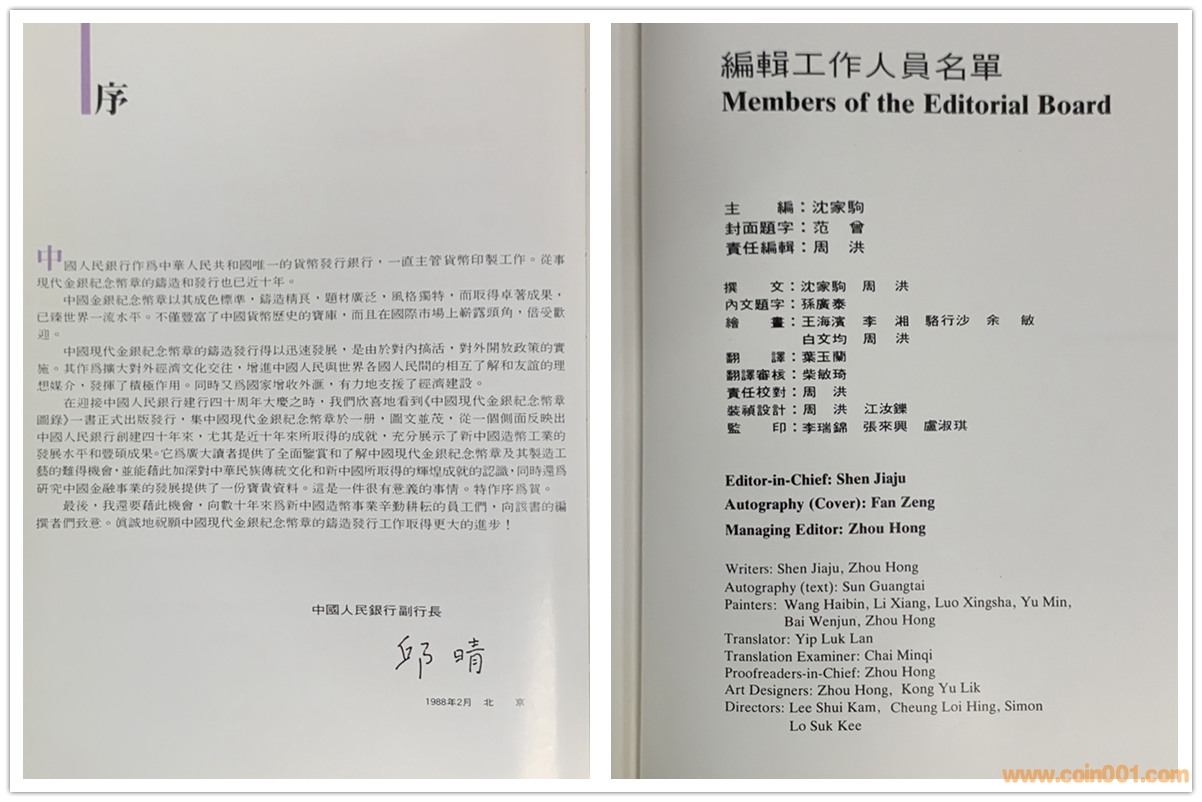 序
中國人民銀行作爲中華人民共和國唯一的貨幣發行銀行，一直主管貨幣印製工作。從事
現代金銀紀念幣章的鑄造和發行也已近十年。
中國金銀紀念幣章以其成色標準，鑄造精良，題材廣泛，風格獨特，而取得卓著成果，
已臻世界一流水平。不僅豐富了中國貨幣歷史的寶庫，而且在國際市場上嶄露頭角，倍受歡
迎。
中國現代金銀紀念幣章的鑄造發行得以迅速發展，是由於對內搞活，對外開放政策的實
施。其作爲擴大對外經濟文化交往，增進中國人民與世界各國人民間的相互了解和友誼的理
想媒介，發揮了積極作用。同時又爲國家增收外滙，有力地支援了經濟建設。
在迎接中國人民銀行建行四十周年大慶之時，我們欣喜地看到《中國現代金銀紀念幣章
圖錄》一書正式出版發行，集中國現代金銀紀念幣章於一册，圖文並茂，從一個側面反映出
中國人民銀行創建四十年來，尤其是近十年來所取得的成就，充分展示了新中國造幣工業的
發展水平和豐碩成果。它爲廣大讀者提供了全面鑒賞和了解中國現代金銀紀念幣章及其製造工
藝的難得機會，並能藉此加深對中華民族傳統文化和新中國所取得的輝煌成就的認識，同時還爲
研究中國金融事業的發展提供了一份寶貴資料。這是一件很有意義的事情。特作序爲賀。
最後，我還要藉此機會，向數十年來爲新中國造幣事業辛勤耕耘的員工們，向該書的編
撰者們致意。眞誠地祝願中國現代金銀紀念幣章的鑄造發行工作取得更大的進步！
中國人民銀行副行長
邱晴
1988年2月 北 京
編輯工作人員名單
Members of the Editorial Board
主 編：沈家駒
封面題字：范 曾
責任編輯：周 洪
撰 文：沈家駒 周 洪
內文題字：孫廣泰
繪 畫：王海濱 李 湘 駱行沙 余 敏
白文均 周 洪
翻 譯：葉玉蘭
翻譯審核：柴敏琦
責任校對：周 洪
裝禎設計：周 洪 江汝鑠
監 印：李瑞錦 張來興 盧淑琪
Editor-in-Chief: Shen Jiaju
Autography (Cover): Fan Zeng
Managing Editor: Zhou Hong
Writers: Shen Jiaju, Zhou Hong
Autography (text): Sun Guangtai
Painters: Wang Haibin, Li Xiang, Luo Xingsha, Yu Min,
Bai Wenjun, Zhou Hong
Translator: Yip Luk Lan
Translation Examiner: Chai Minqi
Proofreaders-in-Chief: Zhou Hong
Art Designers: Zhou Hong, Kong Yu Lik
Directors: Lee Shui Kam, Cheung Loi Hing, Simon
Lo Suk Kee
www.coin001.com